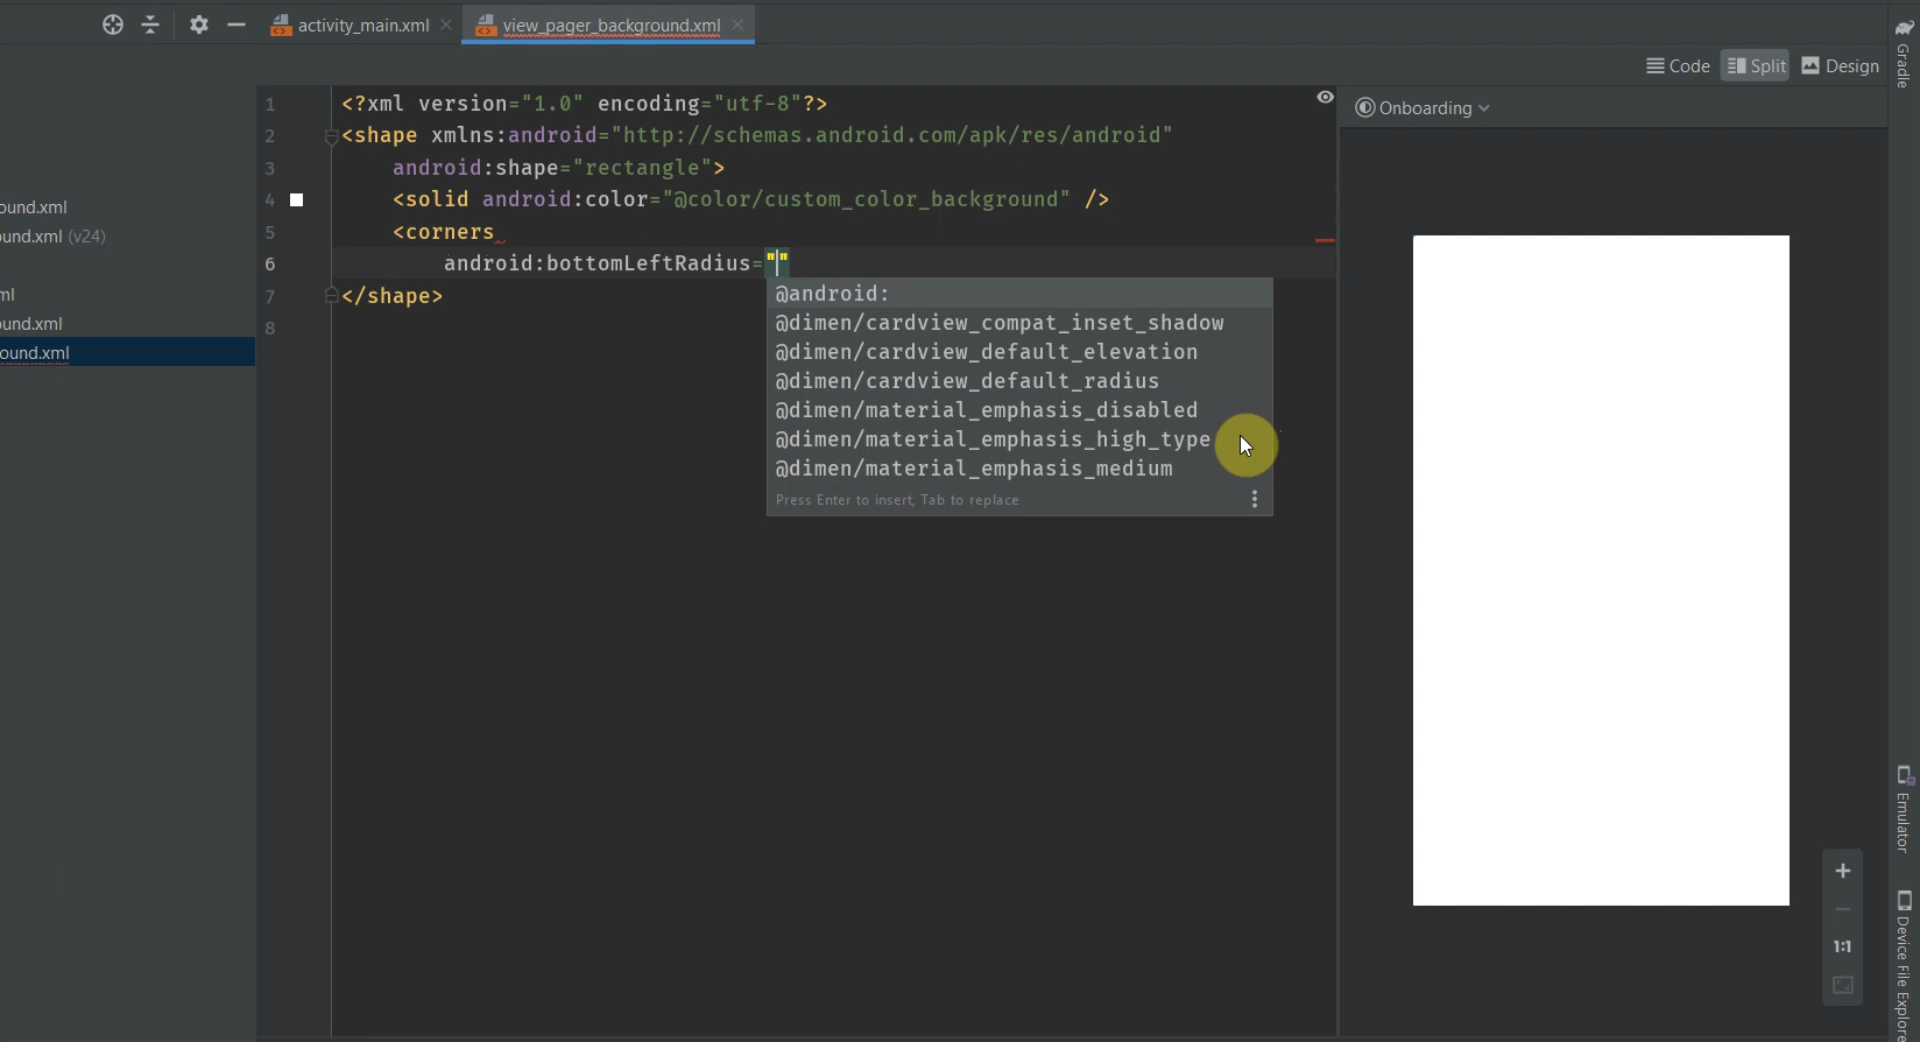 activity_main.xml
view_pager_background.xml
Code
Split
Design
Gradle
Onboarding
ound.xml
und.xml (v24)
ml
und.xml
ound.xml
1 <?xml version="1.0" encoding="utf-8"?>
2 <shape xmlns:android="http://schemas.android.com/apk/res/android"
3 android:shape="rectangle">
4 <solid android:color="@color/custom_color_background" />
5 <corners
6 android:bottomLeftRadius=""
7 </shape>
8
@android:
@dimen/cardview_compat_inset_shadow
@dimen/cardview_default_elevation
@dimen/cardview_default_radius
@dimen/material_emphasis_disabled
@dimen/material_emphasis_high_type
@dimen/material_emphasis_medium
Press Enter to insert, Tab to replace
1:1
Emulator
Device File Explore